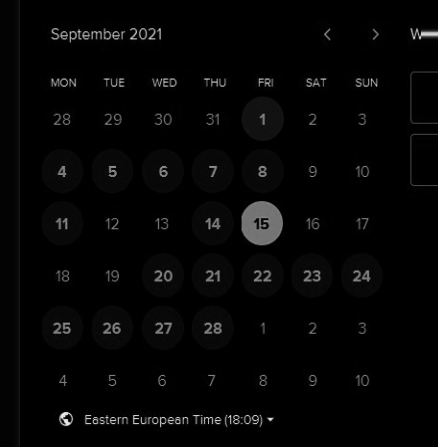 September 2021 < > W
MON TUE WED THU FRI SAT SUN
28 29 30 31 1 2 3
4 5 6 7 8 9 10
11 12 13 14 15 16 17
18 19 20 21 22 23 24
25 26 27 28 1 2 3
4 5 6 7 8 9 10
Eastern European Time (18:09)